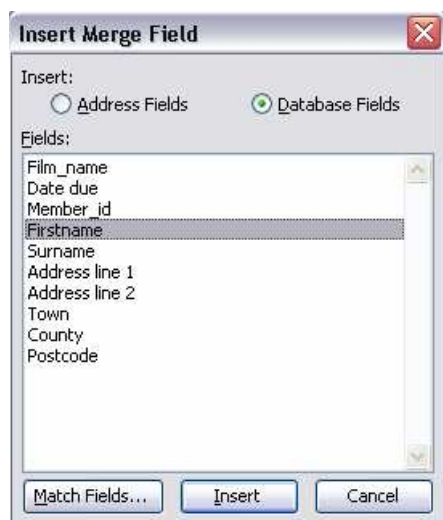 Insert Merge Field
Insert:
Address Fields Database Fields
Fields:
Film_name
Date due
Member_id
Firstname
Surname
Address line 1
Address line 2
Town
County
Postcode
Match Fields... Insert Cancel